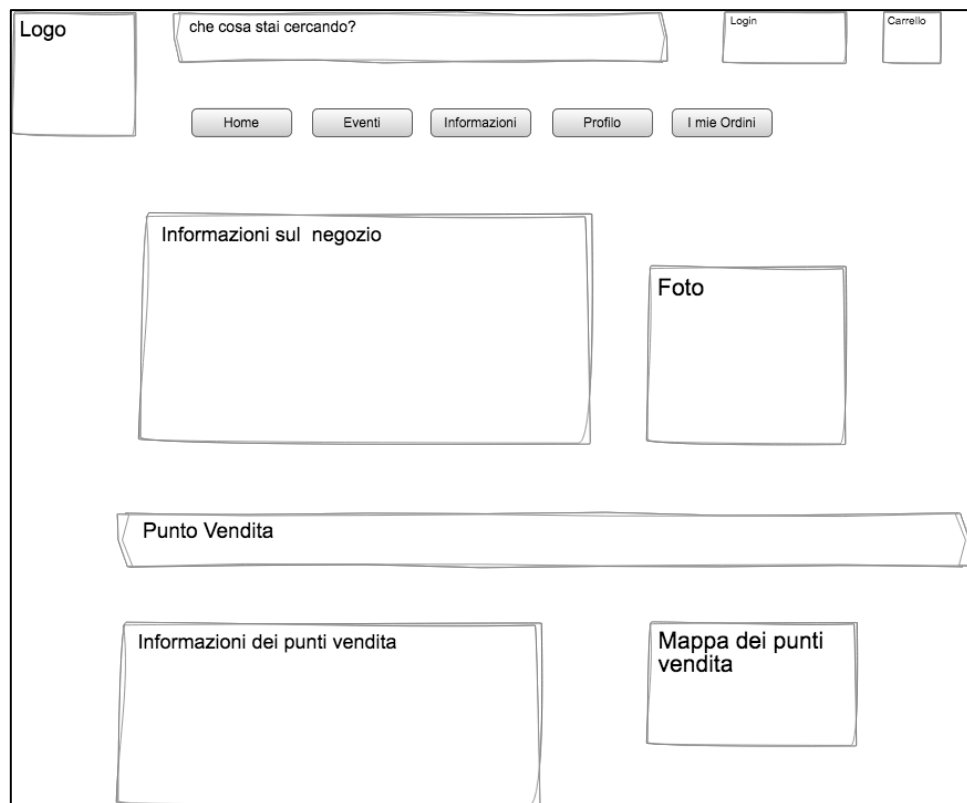 Logo
che cosa stai cercando?
Login
Carrello
Home
Eventi
Informazioni
Profilo
I mie Ordini
Informazioni sul negozio
Foto
Punto Vendita
Informazioni dei punti vendita
Mappa dei punti
vendita